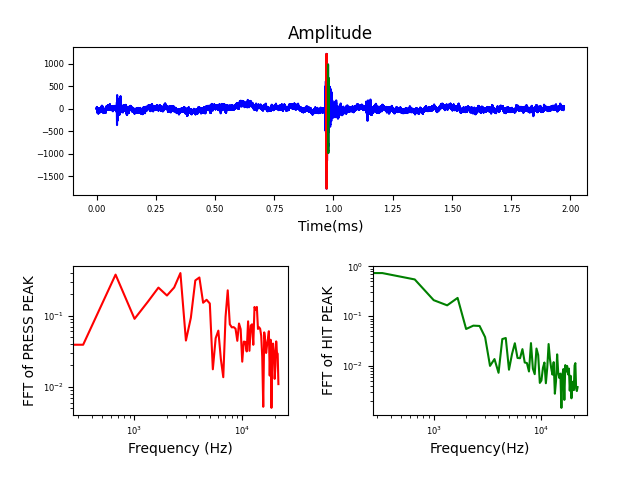 Amplitude
1000
500
0
−500
−1000
−1500
0.00 0.25 0.50 0.75 1.00 1.25 1.50 1.75 2.00
Time(ms)
FFT of PRESS PEAK
10⁻¹
10⁻²
10³ 10⁴
Frequency (Hz)
FFT of HIT PEAK
10⁰
10⁻¹
10⁻²
10³ 10⁴
Frequency(Hz)